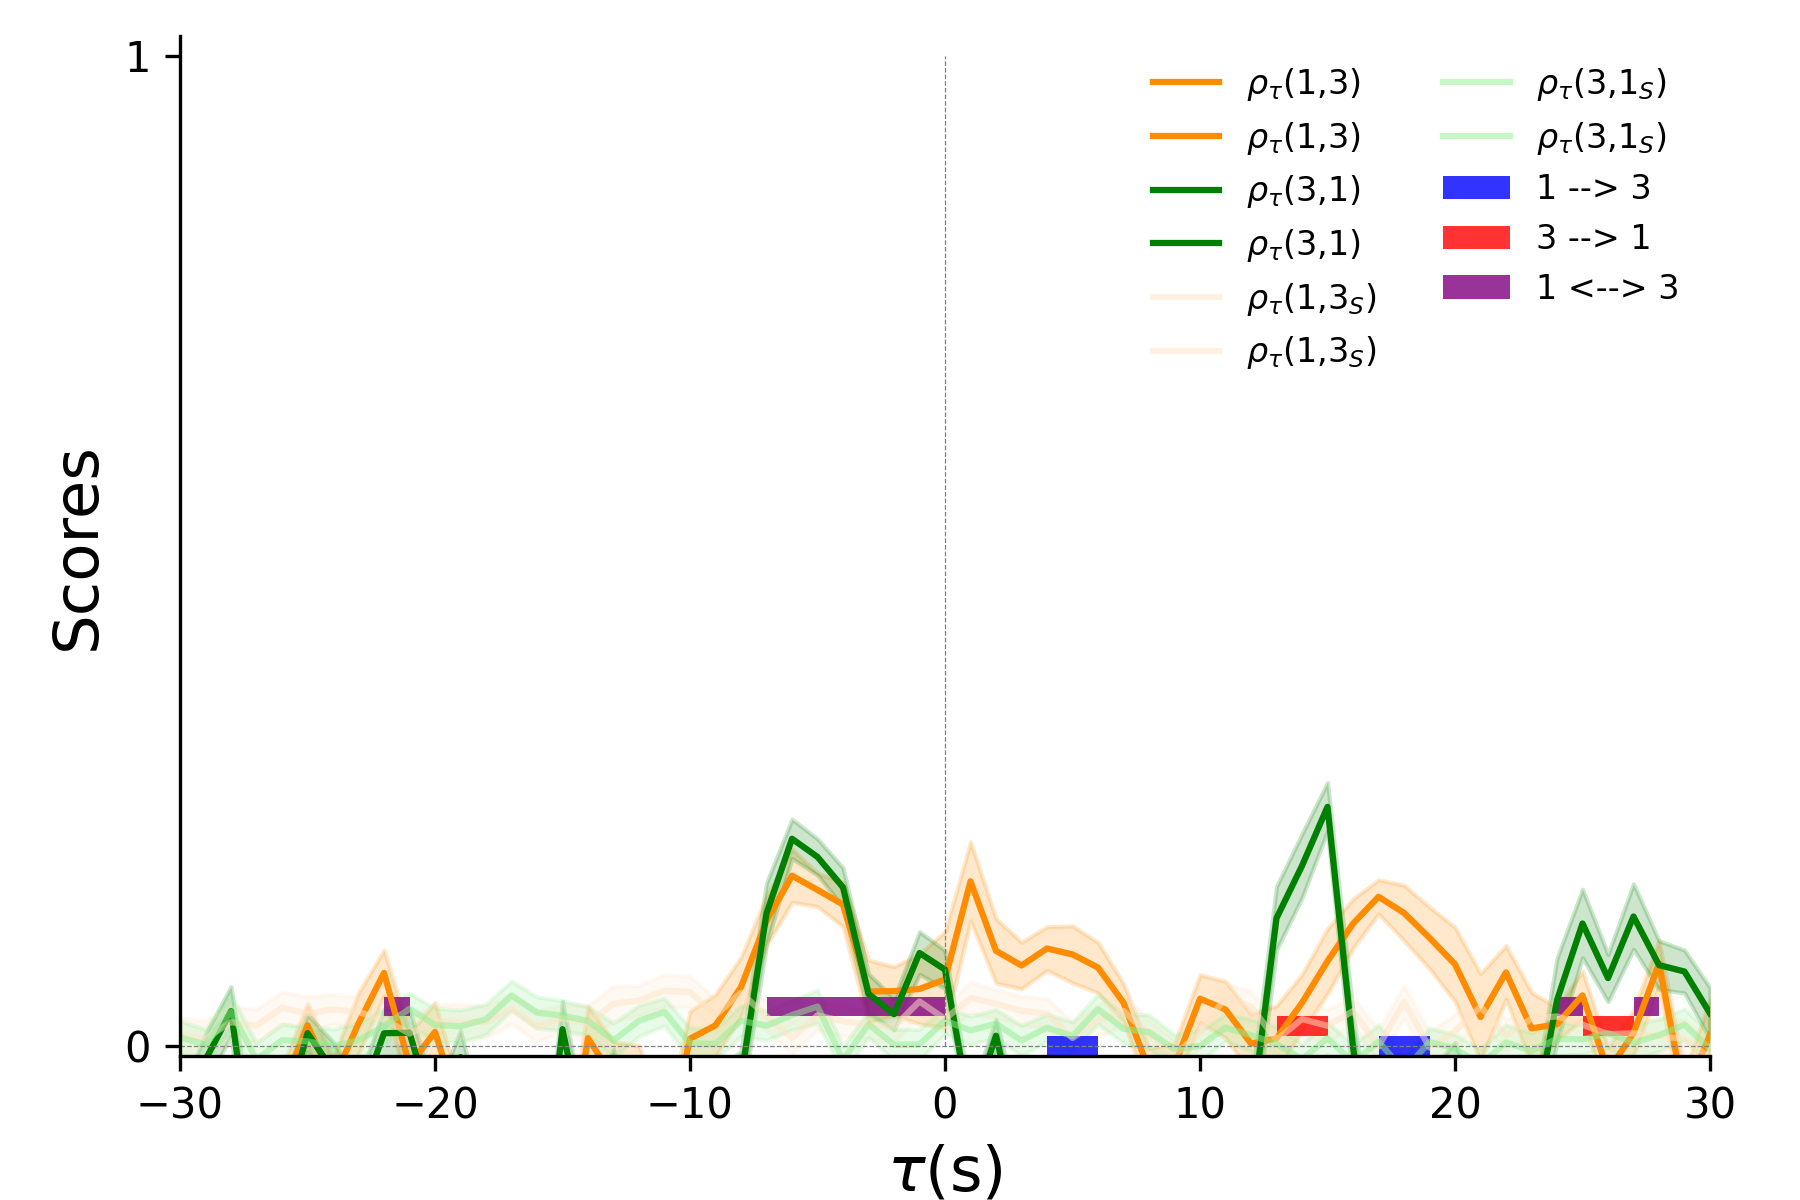 1
ρτ(1,3)
ρτ(1,3)
ρτ(3,1)
ρτ(3,1)
ρτ(1,3S)
ρτ(1,3S)
ρτ(3,1S)
ρτ(3,1S)
1 --> 3
3 --> 1
1 <--> 3
Scores
0
−30 −20 −10 0 10 20 30
τ(s)